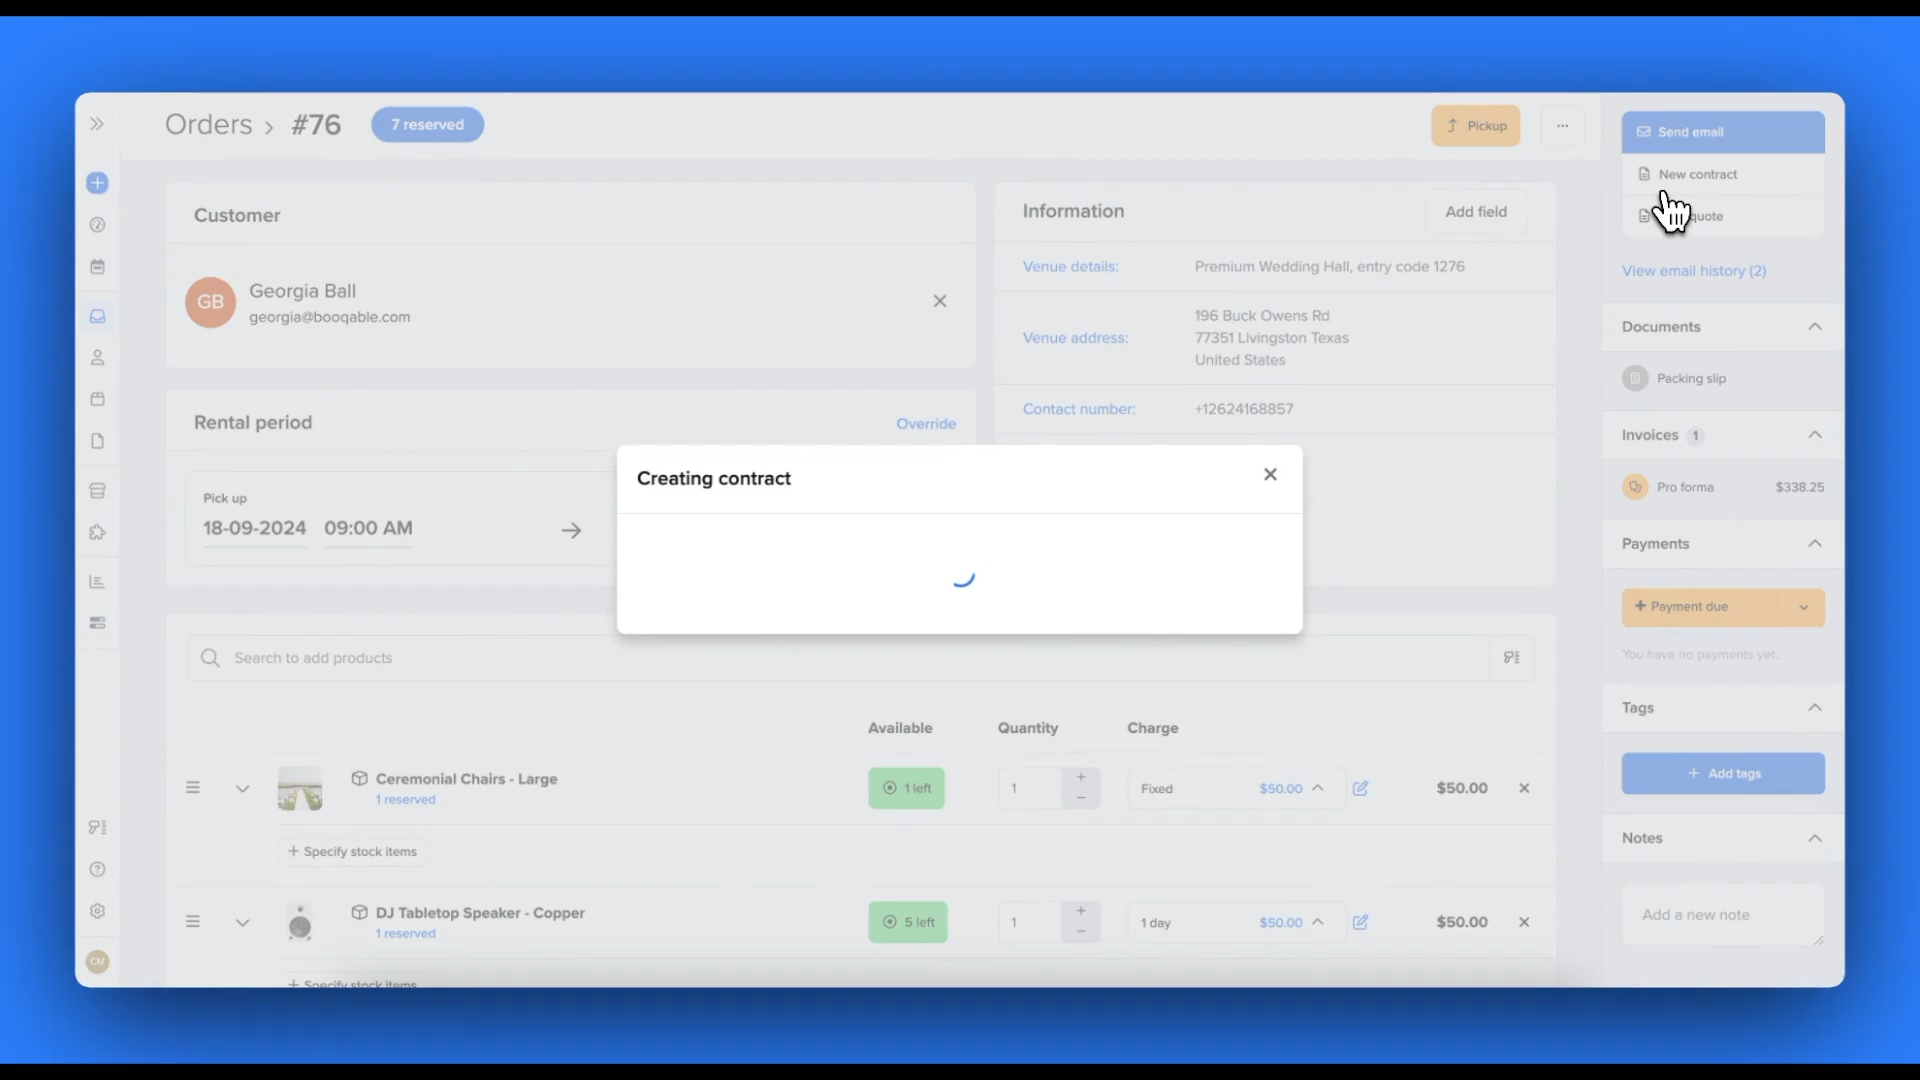 Orders > #76
7 reserved
Pickup
...
Send email
New contract
quote
View email history (2)
Customer
GB
Georgia Ball
georgia@booqable.com
Information
Add field
Venue details:
Premium Wedding Hall, entry code 1276
Venue address:
196 Buck Owens Rd
77351 Livingston Texas
United States
Contact number:
+12624168857
Documents
Packing slip
Invoices 1
Pro forma
$338.25
Payments
+ Payment due
You have no payments yet..
Tags
+ Add tags
Notes
Add a new note
Rental period
Override
Pick up
18-09-2024 09:00 AM
Creating contract
Search to add products
Available
Quantity
Charge
Ceremonial Chairs - Large
1 reserved
1 left
1
Fixed
$50.00
$50.00
+ Specify stock items
DJ Tabletop Speaker - Copper
1 reserved
5 left
1
1 day
$50.00
$50.00
+ Specify stock items
CM